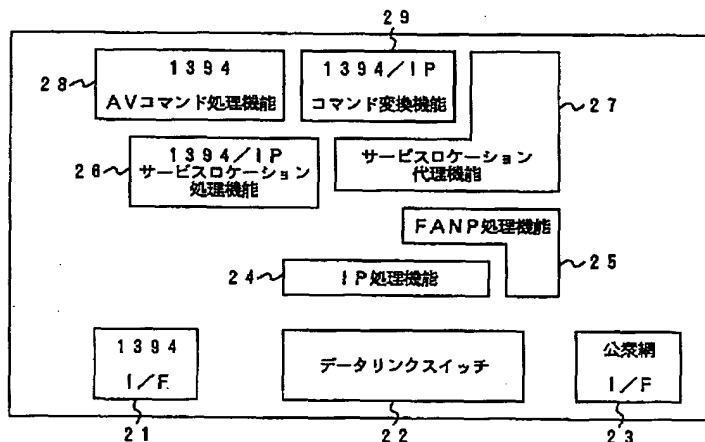 29
1394
AVコマンド処理機能
28
1394/IP
コマンド変換機能
27
1394/IP
サービスロケーション
処理機能
26
サービスロケーション
代理機能
FANP処理機能
25
24
IP処理機能
1394
I/F
データリンクスイッチ
公衆網
I/F
21
22
23